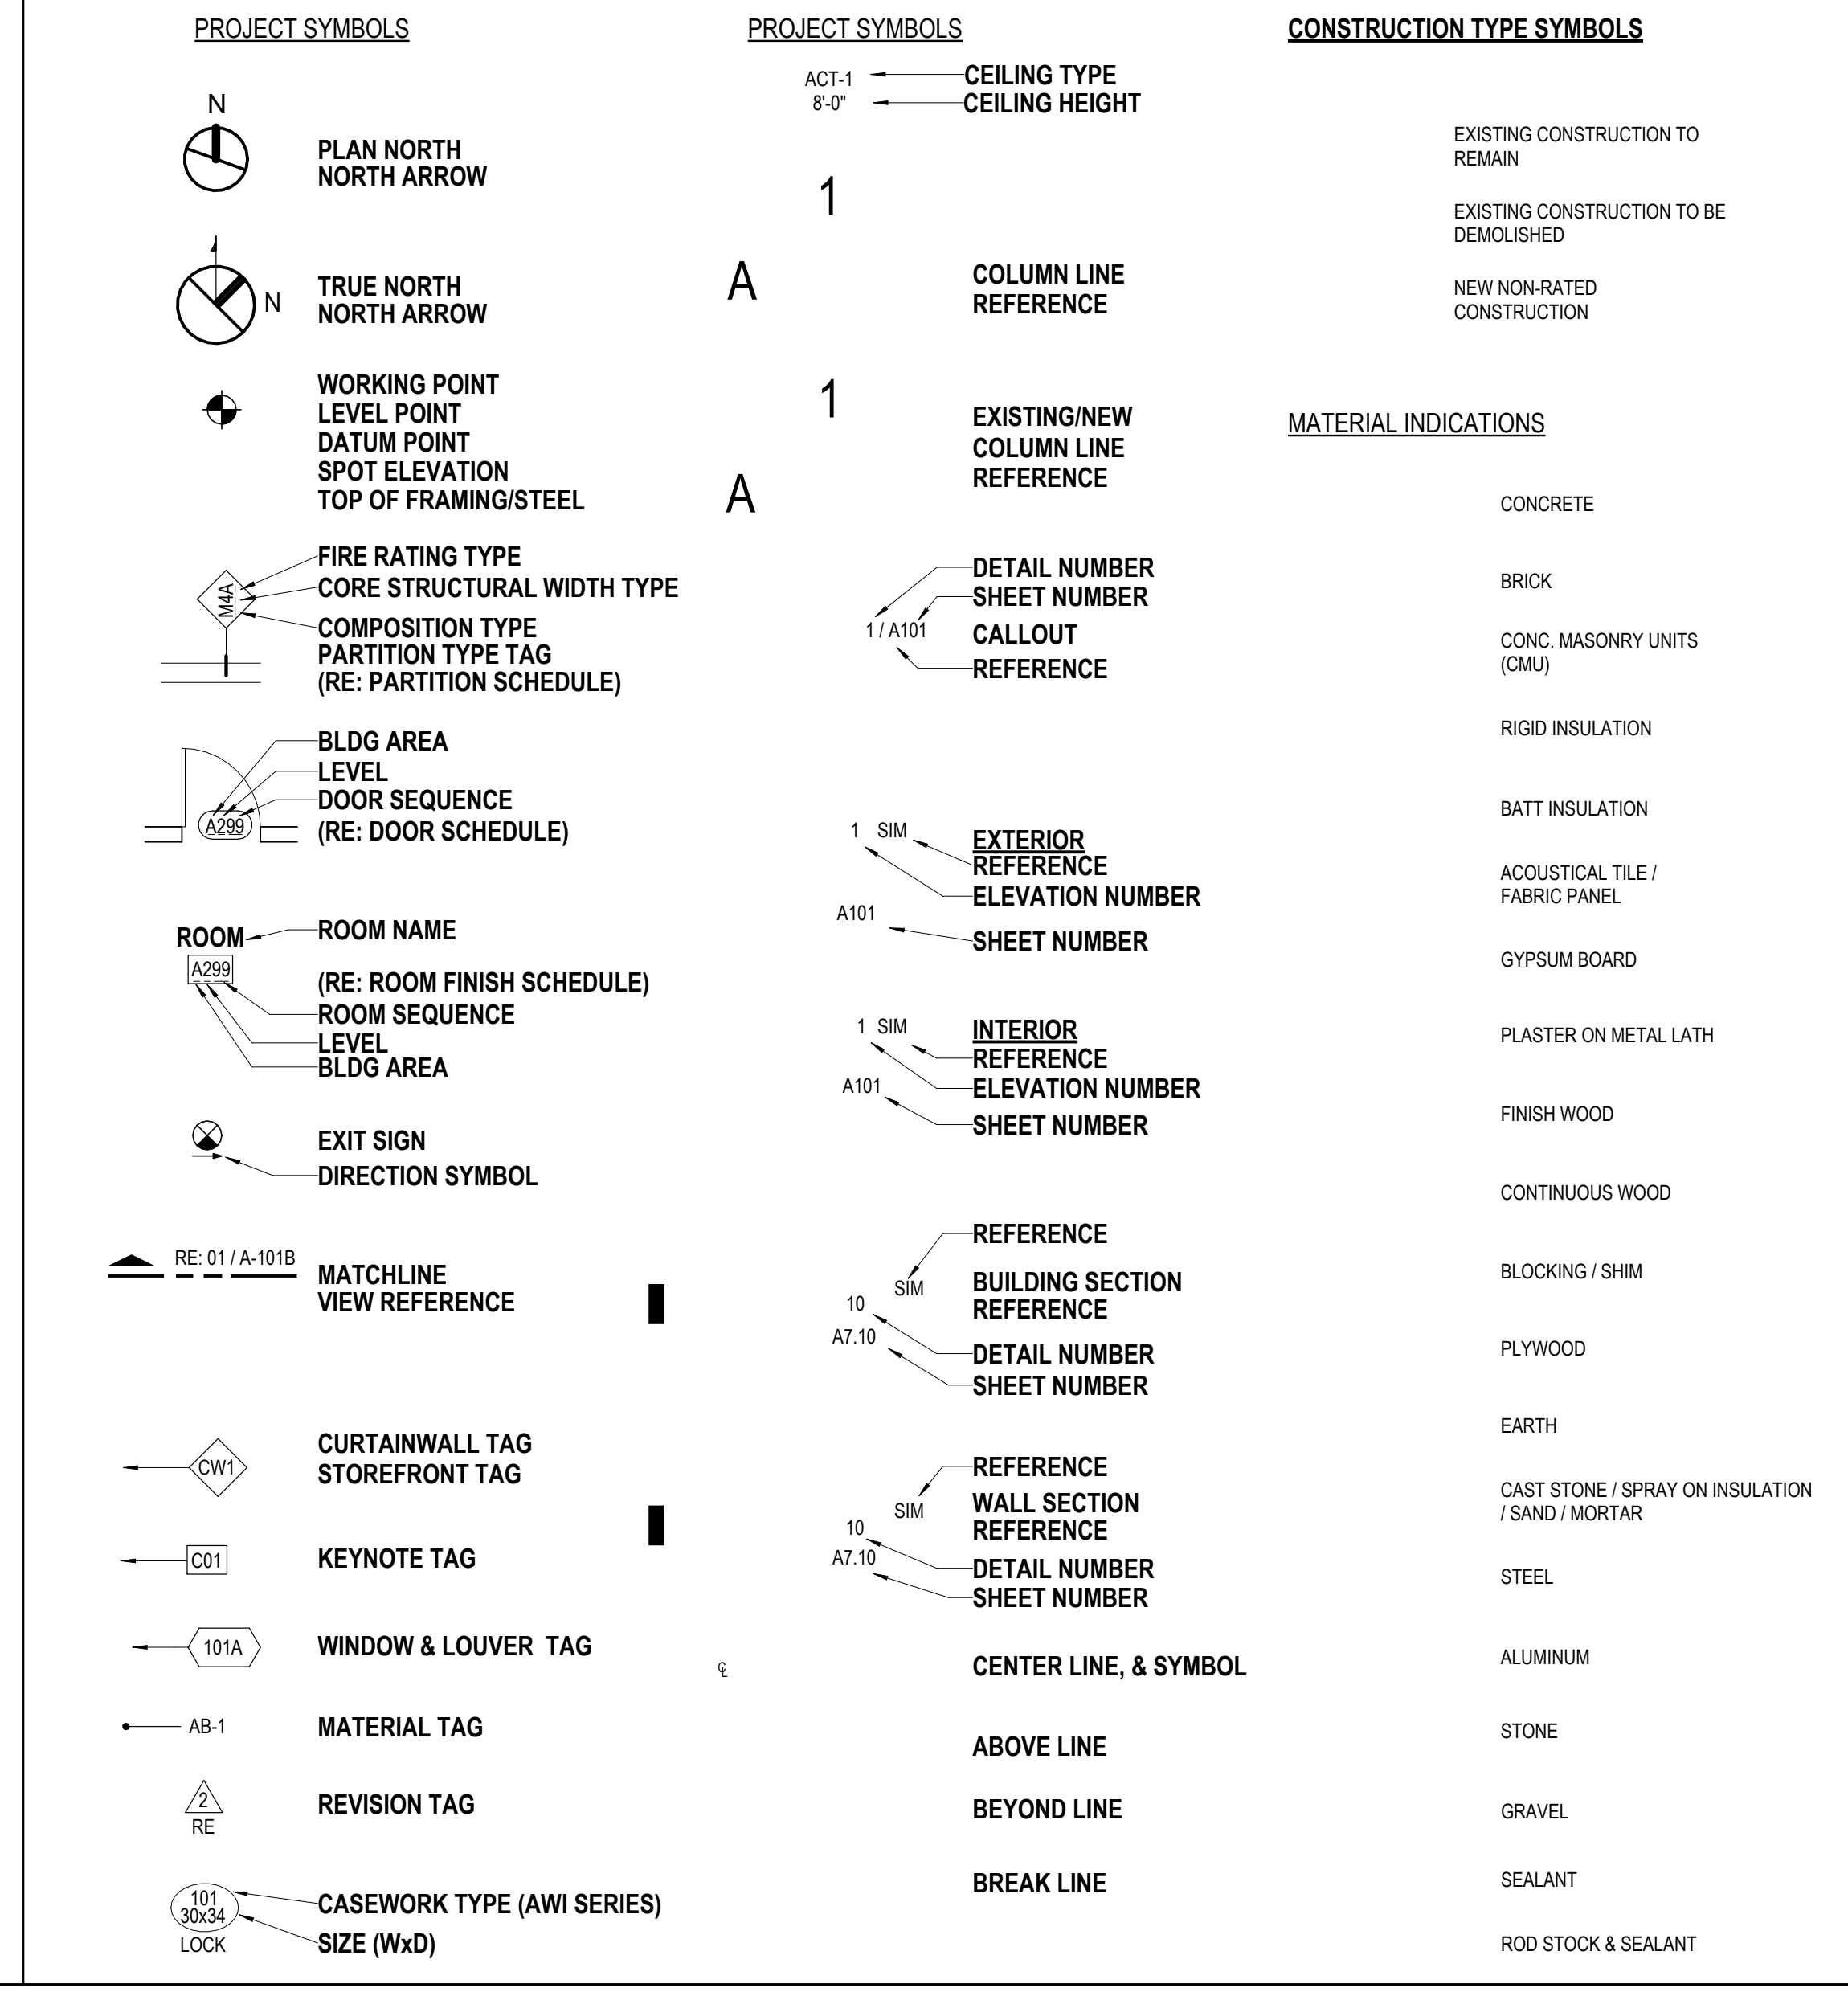 PROJECT SYMBOLS
N
PLAN NORTH
NORTH ARROW
TRUE NORTH
N
NORTH ARROW
WORKING POINT
LEVEL POINT
DATUM POINT
SPOT ELEVATION
TOP OF FRAMING/STEEL
FIRE RATING TYPE
M4A
CORE STRUCTURAL WIDTH TYPE
COMPOSITION TYPE
PARTITION TYPE TAG
(RE: PARTITION SCHEDULE)
BLDG AREA
LEVEL
DOOR SEQUENCE
A299
(RE: DOOR SCHEDULE)
ROOM
ROOM NAME
A299
(RE: ROOM FINISH SCHEDULE)
ROOM SEQUENCE
LEVEL
BLDG AREA
EXIT SIGN
DIRECTION SYMBOL
RE: 01 / A-101B
MATCHLINE
VIEW REFERENCE
CURTAINWALL TAG
CW1
STOREFRONT TAG
C01
KEYNOTE TAG
101A
WINDOW & LOUVER TAG
AB-1
MATERIAL TAG
2
RE
REVISION TAG
101
30x34
LOCK
CASEWORK TYPE (AWI SERIES)
SIZE (WxD)
PROJECT SYMBOLS
ACT-1
CEILING TYPE
8'-0"
CEILING HEIGHT
1
A
COLUMN LINE
REFERENCE
1
EXISTING/NEW
COLUMN LINE
REFERENCE
A
DETAIL NUMBER
SHEET NUMBER
1 / A101
CALLOUT
REFERENCE
1 SIM
EXTERIOR
REFERENCE
ELEVATION NUMBER
A101
SHEET NUMBER
1 SIM
INTERIOR
REFERENCE
ELEVATION NUMBER
A101
SHEET NUMBER
REFERENCE
SIM
BUILDING SECTION
REFERENCE
10
A7.10
DETAIL NUMBER
SHEET NUMBER
REFERENCE
SIM
WALL SECTION
REFERENCE
10
A7.10
DETAIL NUMBER
SHEET NUMBER
℄
CENTER LINE, & SYMBOL
ABOVE LINE
BEYOND LINE
BREAK LINE
CONSTRUCTION TYPE SYMBOLS
EXISTING CONSTRUCTION TO
REMAIN
EXISTING CONSTRUCTION TO BE
DEMOLISHED
NEW NON-RATED
CONSTRUCTION
MATERIAL INDICATIONS
CONCRETE
BRICK
CONC. MASONRY UNITS
(CMU)
RIGID INSULATION
BATT INSULATION
ACOUSTICAL TILE /
FABRIC PANEL
GYPSUM BOARD
PLASTER ON METAL LATH
FINISH WOOD
CONTINUOUS WOOD
BLOCKING / SHIM
PLYWOOD
EARTH
CAST STONE / SPRAY ON INSULATION
/ SAND / MORTAR
STEEL
ALUMINUM
STONE
GRAVEL
SEALANT
ROD STOCK & SEALANT